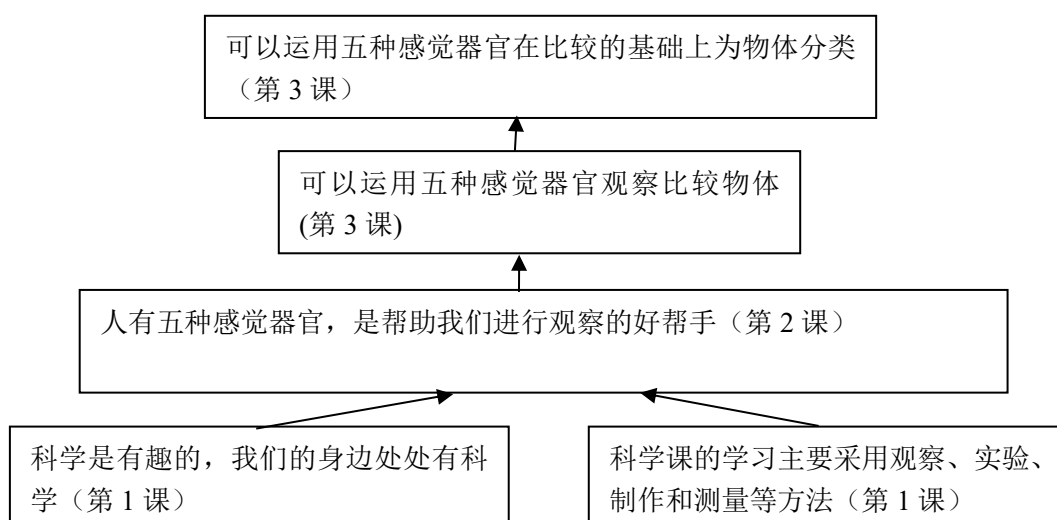 可以运用五种感觉器官在比较的基础上为物体分类
（第 3 课）
可以运用五种感觉器官观察比较物体
(第 3 课)
人有五种感觉器官，是帮助我们进行观察的好帮手（第 2 课）
科学是有趣的，我们的身边处处有科
学（第 1 课）
科学课的学习主要采用观察、实验、
制作和测量等方法（第 1 课）